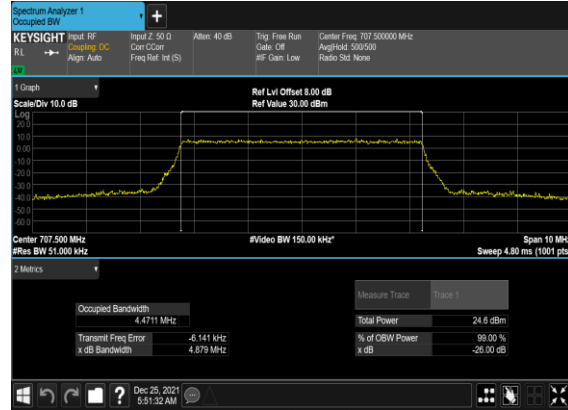 Spectrum Analyzer 1
Occupied BW
+
KEYSIGHT Input: RF Input Z: 50 Ω Atten: 40 dB Trig: Free Run Center Freq: 707.500000 MHz
RL Coupling: DC Corr CCorr Gate: Off Avg|Hold: 500/500
Align: Auto Freq Ref: Int (S) #IF Gain: Low Radio Std: None
LM
1 Graph
Ref Lvl Offset 8.00 dB
Scale/Div 10.0 dB Ref Value 30.00 dBm
Log
20.0
10.0
0.00
-10.0
-20.0
-30.0
-40.0
-50.0
-60.0
Center 707.500 MHz #Video BW 150.00 kHz* Span 10 MHz
#Res BW 51.000 kHz Sweep 4.80 ms (1001 pts)
2 Metrics
Measure Trace Trace 1
Occupied Bandwidth
4.4711 MHz
Total Power 24.6 dBm
Transmit Freq Error -6.141 kHz % of OBW Power 99.00 %
x dB Bandwidth 4.879 MHz x dB -26.00 dB
? Dec 25, 2021
5:51:32 AM